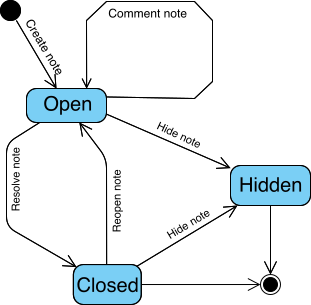 Comment note
Create note
Open
Hide note
Resolve note
Reopen note
Hidden
Hide note
Closed